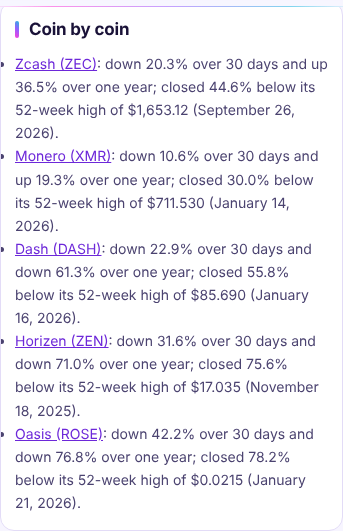 Coin by coin
Zcash (ZEC): down 20.3% over 30 days and up
36.5% over one year; closed 44.6% below its
52-week high of $1,653.12 (September 26,
2026).
Monero (XMR): down 10.6% over 30 days and
up 19.3% over one year; closed 30.0% below
its 52-week high of $711.530 (January 14,
2026).
Dash (DASH): down 22.9% over 30 days and
down 61.3% over one year; closed 55.8%
below its 52-week high of $85.690 (January
16, 2026).
Horizen (ZEN): down 31.6% over 30 days and
down 71.0% over one year; closed 75.6%
below its 52-week high of $17.035 (November
18, 2025).
Oasis (ROSE): down 42.2% over 30 days and
down 76.8% over one year; closed 78.2%
below its 52-week high of $0.0215 (January
21, 2026).